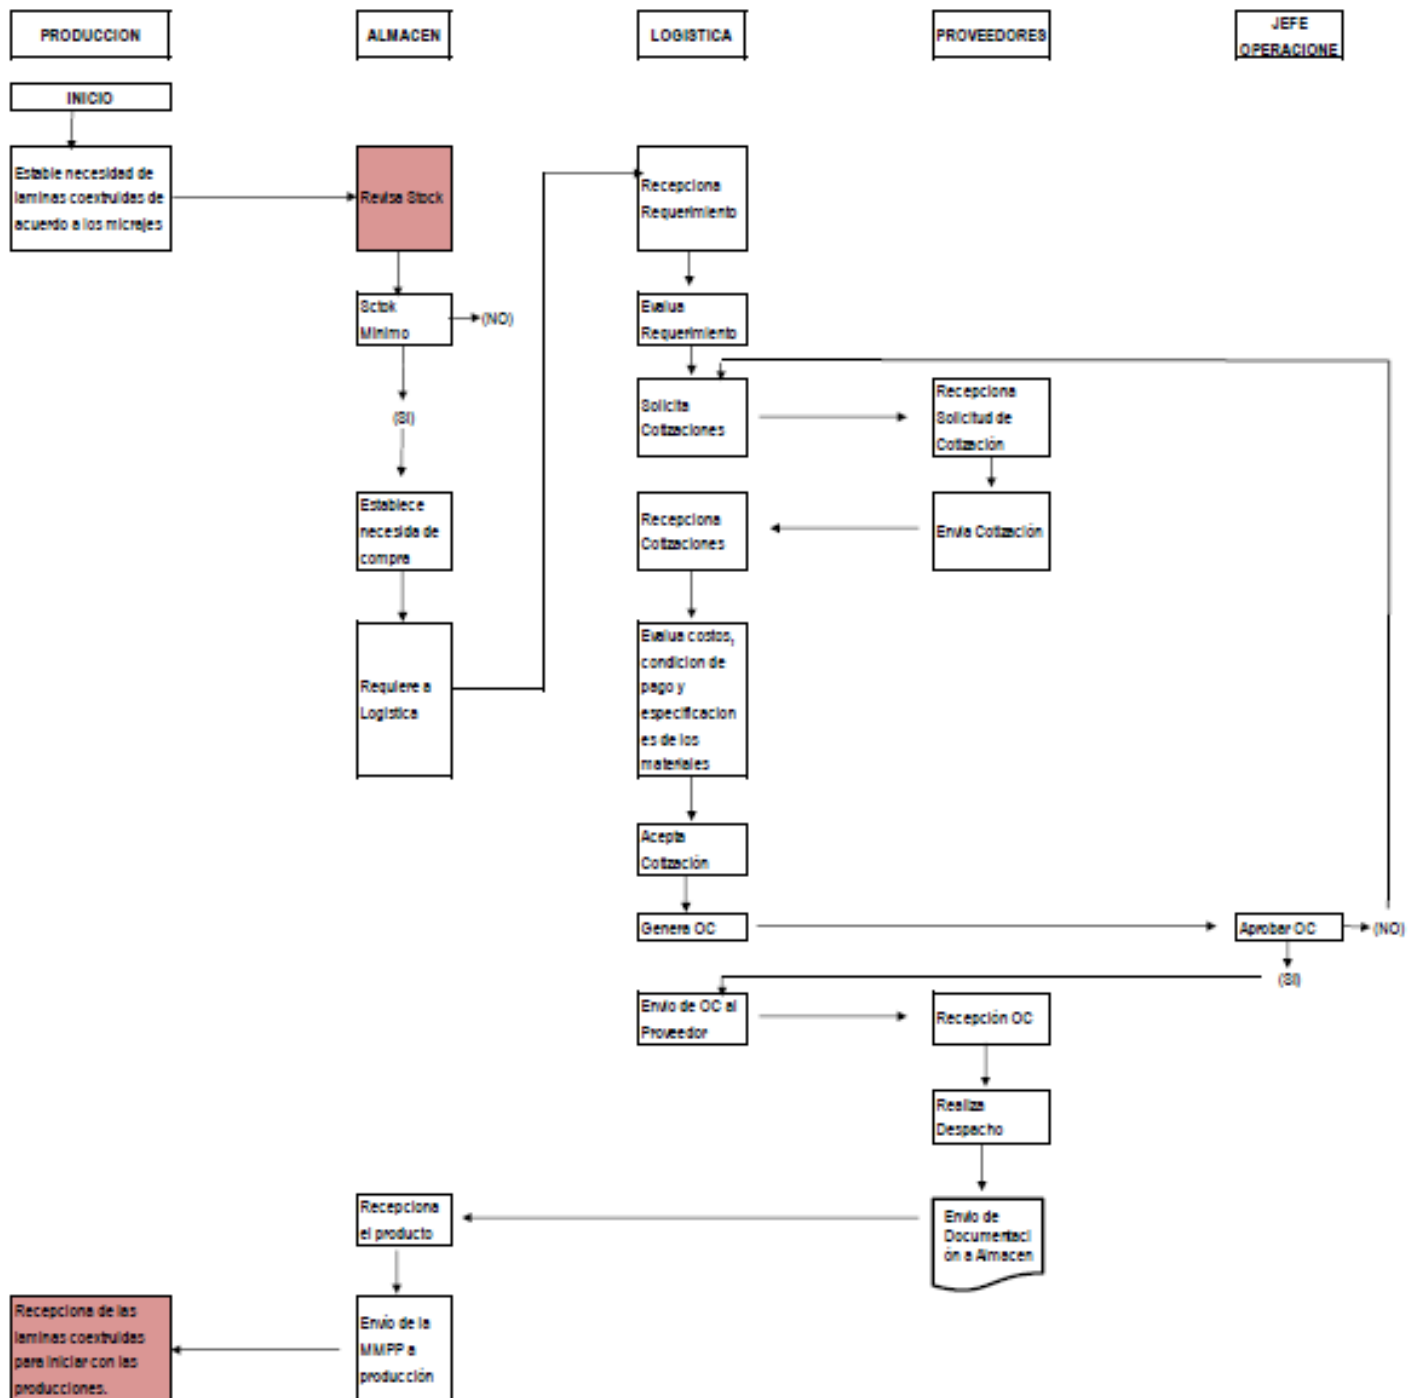 PRODUCCION
ALMACEN
LOGISTICA
PROVEEDORES
JEFE
OPERACIONE
INICIO
Estable necesidad de
laminas coextruidas de
acuerdo a los micrajes
Revisa Stock
Recepciona
Requerimiento
Sctok
Minimo
(NO)
Evalua
Requerimiento
(SI)
Solicita
Cotizaciones
Recepciona
Solicitud de
Cotización
Establece
necesida de
compra
Recepciona
Cotizaciones
Envia Cotización
Requiere a
Logistica
Evalua costos,
condicion de
pago y
especificacion
es de los
materiales
Acepta
Cotización
Genera OC
Aprobar OC
(NO)
(SI)
Envio de OC al
Proveedor
Recepción OC
Realiza
Despacho
Recepciona
el producto
Envio de
Documentaci
ón a Almacen
Recepciona de las
laminas coextruidas
para iniciar con las
producciones.
Envio de la
MMPP a
producción